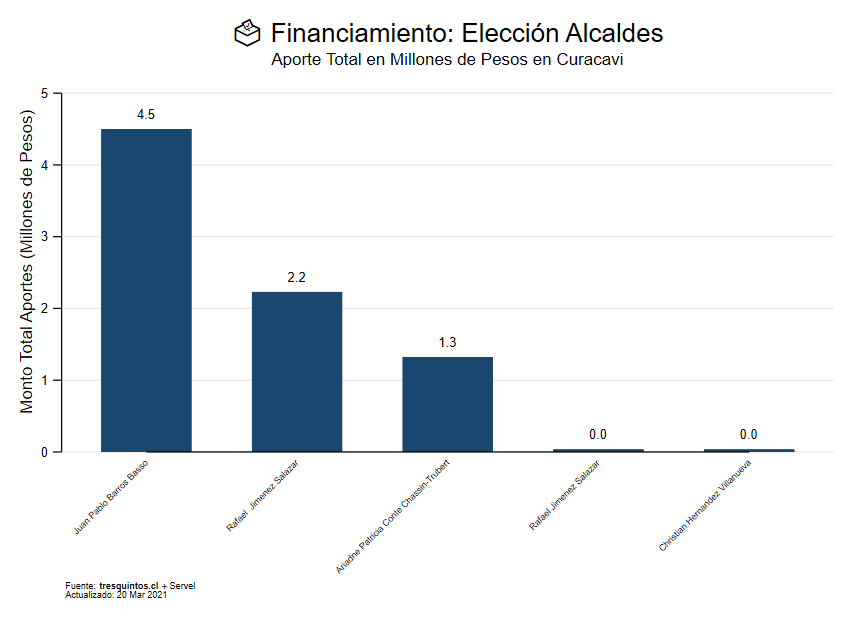 Financiamiento: Elección Alcaldes
Aporte Total en Millones de Pesos en Curacavi
Monto Total Aportes (Millones de Pesos)
5
4
3
2
1
0
4.5
2.2
1.3
0.0
0.0
Juan Pablo Barros Basso
Rafael  Jimenez Salazar
Ariadne Patricia Conte Chassin-Trubert
Rafael Jimenez Salazar
Christian Hernandez Villanueva
Fuente: tresquintos.cl + Servel
Actualizado: 20 Mar 2021